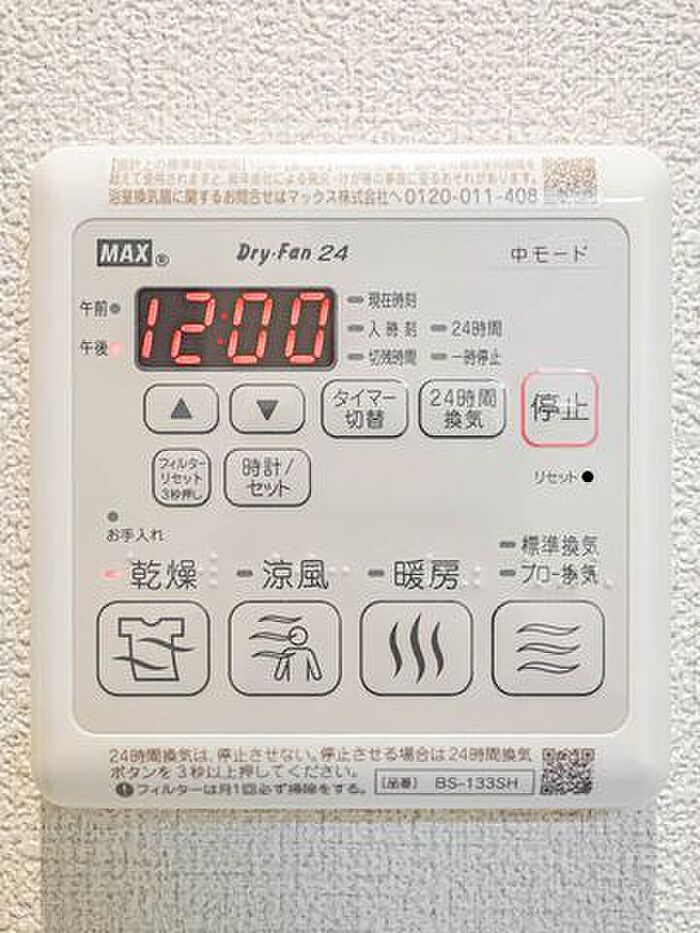 浴室換気扇に関するお問合せはマックス株式会社へ0120-011-408
MAX® Dry・Fan 24 中モード
午前 12:00 現在時刻
午後 入時刻 24時間
切残時間 一時停止
▲ ▼ タイマー切替 24時間換気 停止
フィルターリセット3秒押し 時計/セット リセット
お手入れ
標準換気
乾燥 涼風 暖房
24時間換気は、停止させない。停止させる場合は24時間換気
ボタンを3秒以上押してください。
フィルターは月1回必ず掃除をする。 [品番] BS-133SH